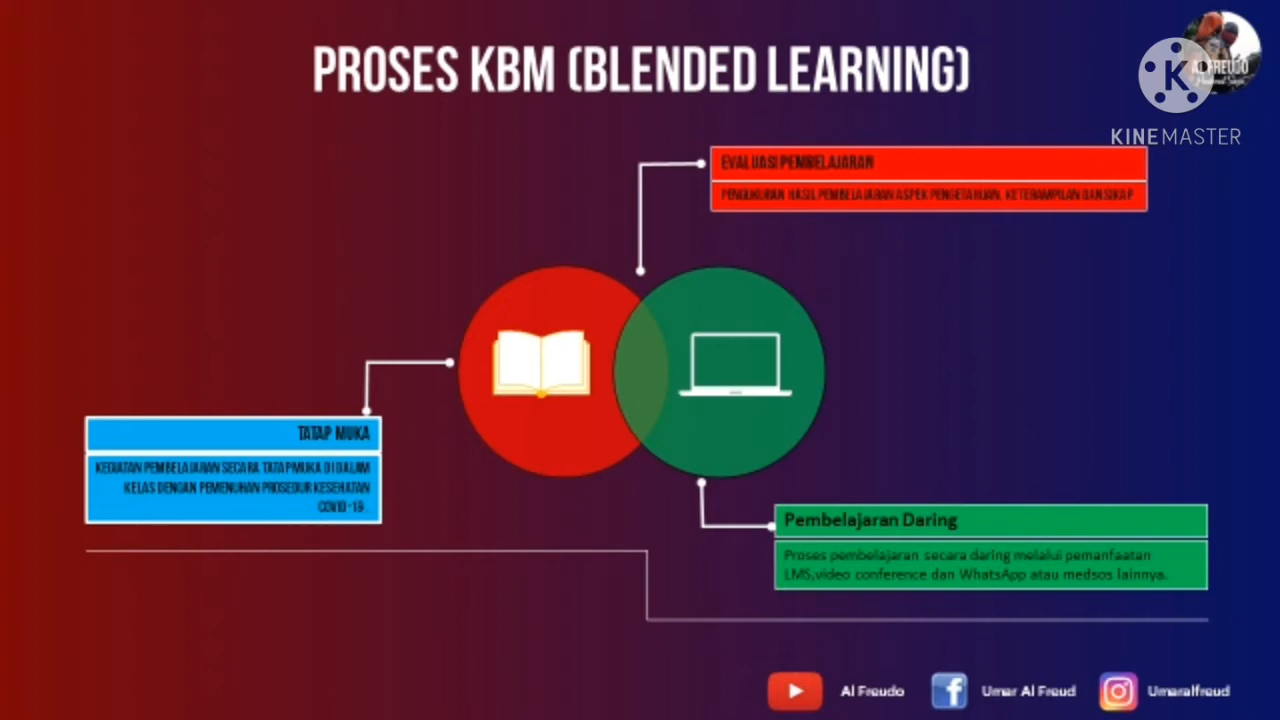 PROSES KBM (BLENDED LEARNING)
AL FREUDO
KINEMASTER
EVALUASI PEMBELAJARAN
PENGUKURAN HASIL PEMBELAJARAN ASPEK PENGETAHUAN, KETERAMPILAN DAN SIKAP
TATAP MUKA
KEGIATAN PEMBELAJARAN SECARA TATAP MUKA DI DALAM
KELAS DENGAN PEMENUHAN PROSEDUR KESEHATAN
COVID-19.
Pembelajaran Daring
Proses pembelajaran secara daring melalui pemanfaatan
LMS,video conference dan WhatsApp atau medsos lainnya.
Al Freudo
Umar Al Freud
Umaralfreud